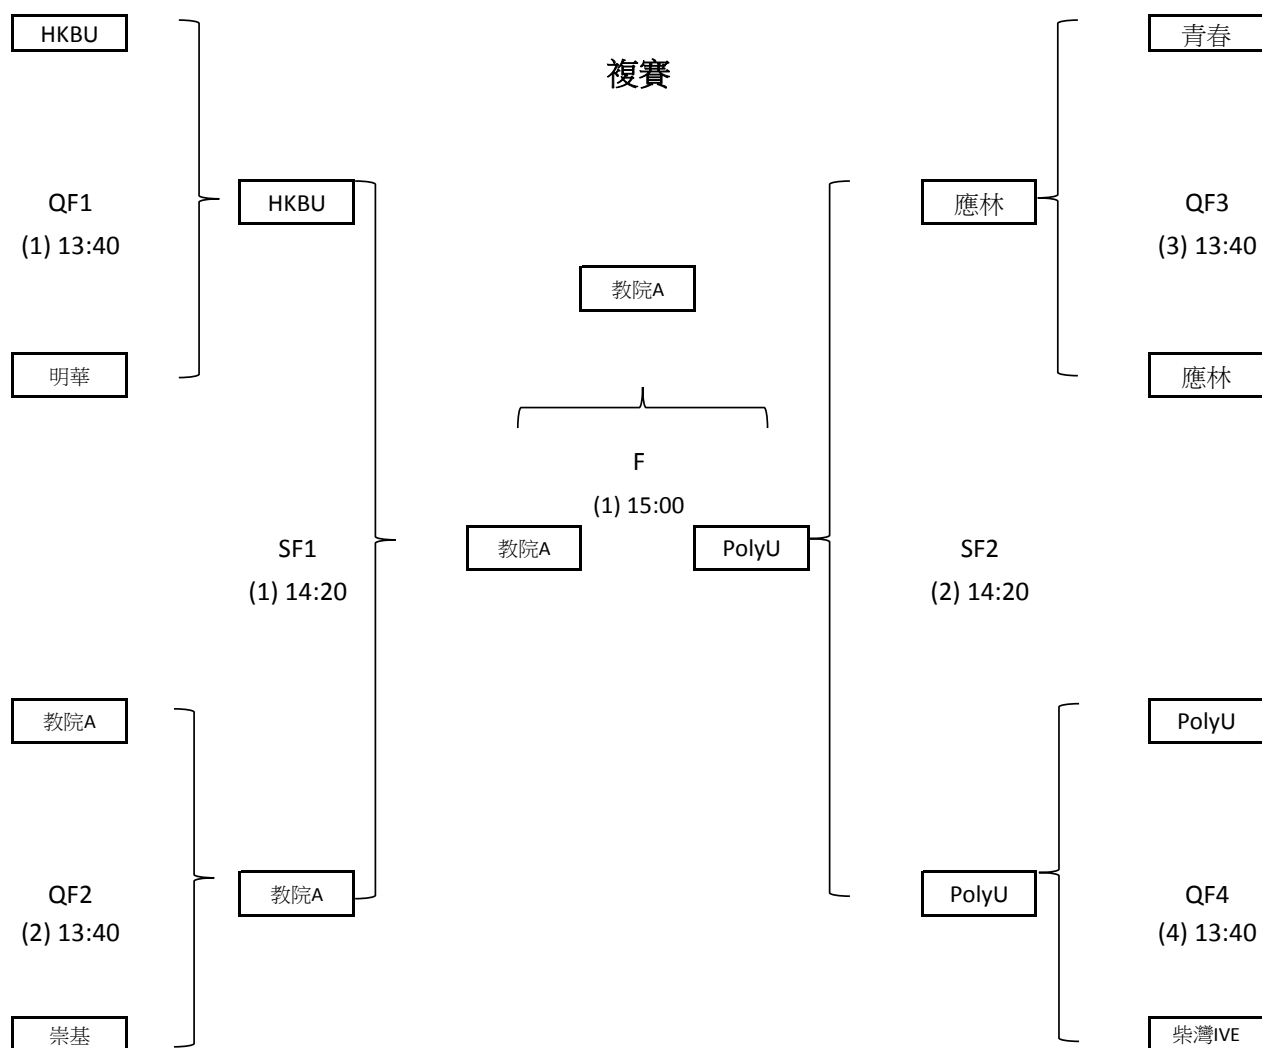 HKBU
青春
複賽
QF1
HKBU
應林
QF3
(1) 13:40
(3) 13:40
教院A
明華
應林
F
(1) 15:00
SF1
教院A
PolyU
SF2
(1) 14:20
(2) 14:20
教院A
PolyU
QF2
教院A
PolyU
QF4
(2) 13:40
(4) 13:40
崇基
柴灣IVE